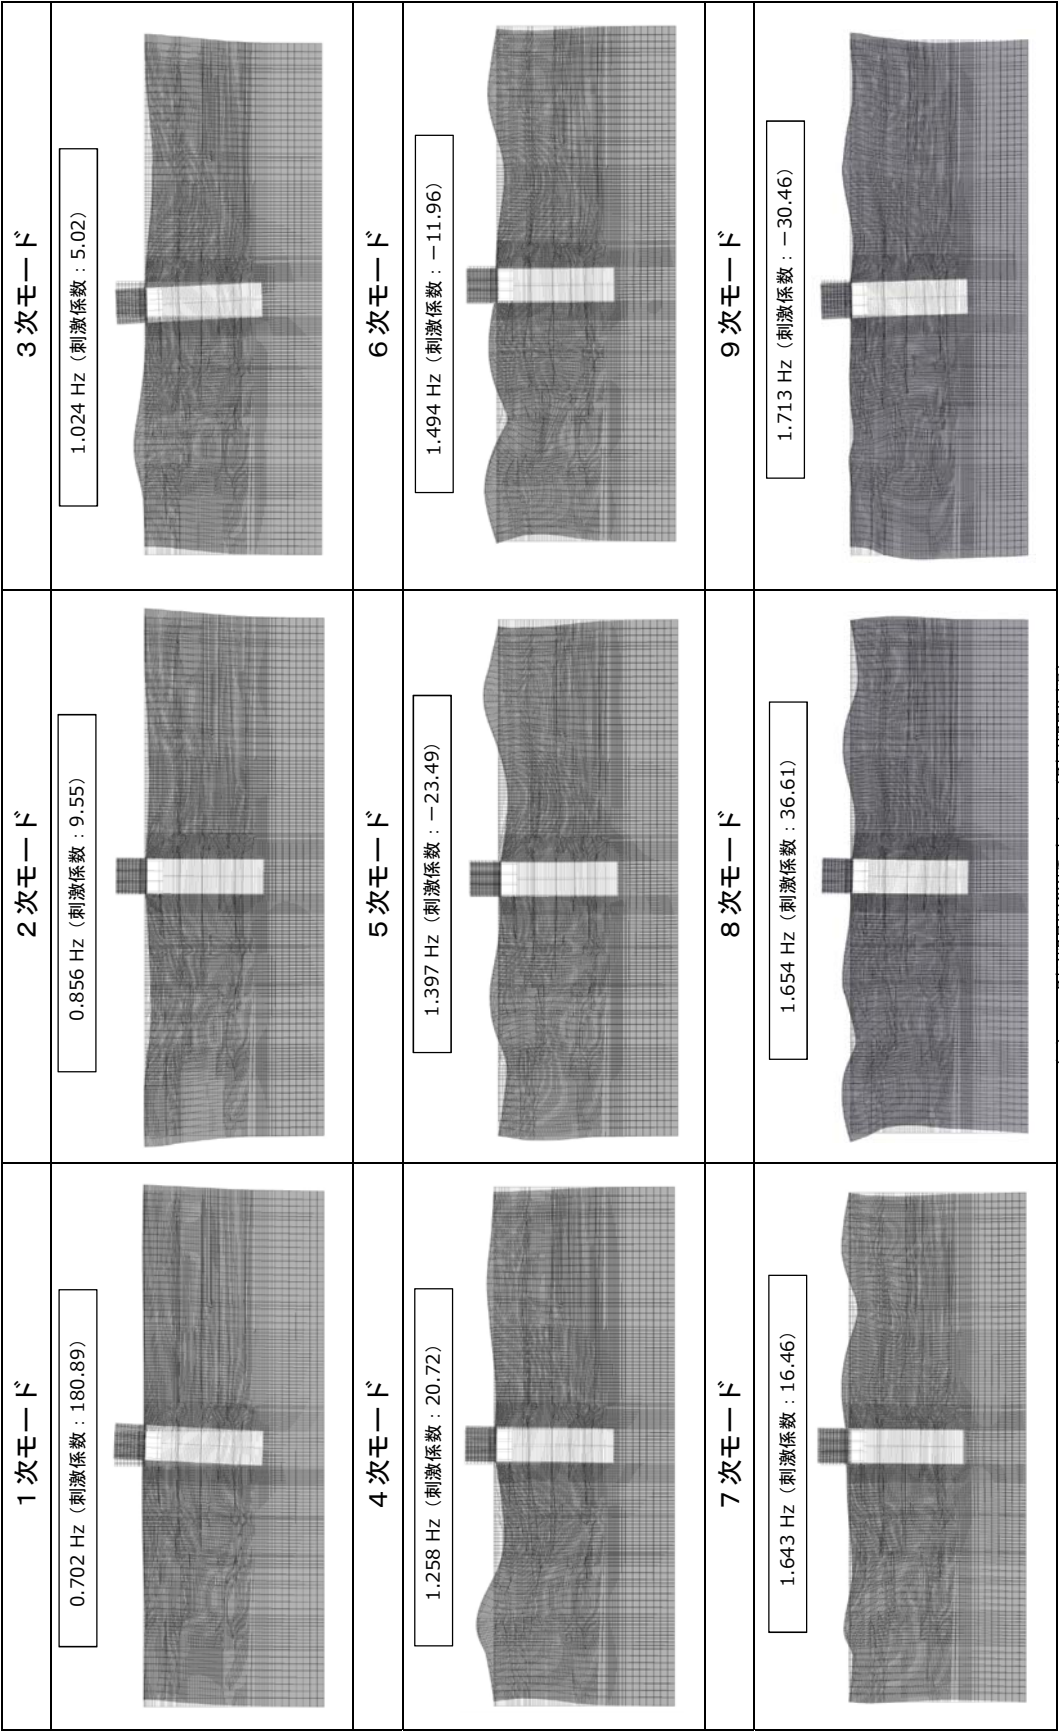 1次モード
0.702 Hz（刺激係数：180.89）
2次モード
0.856 Hz（刺激係数：9.55）
3次モード
1.024 Hz（刺激係数：5.02）
4次モード
1.258 Hz（刺激係数：20.72）
5次モード
1.397 Hz（刺激係数：－23.49）
6次モード
1.494 Hz（刺激係数：－11.96）
7次モード
1.643 Hz（刺激係数：16.46）
8次モード
1.654 Hz（刺激係数：36.61）
9次モード
1.713 Hz（刺激係数：－30.46）